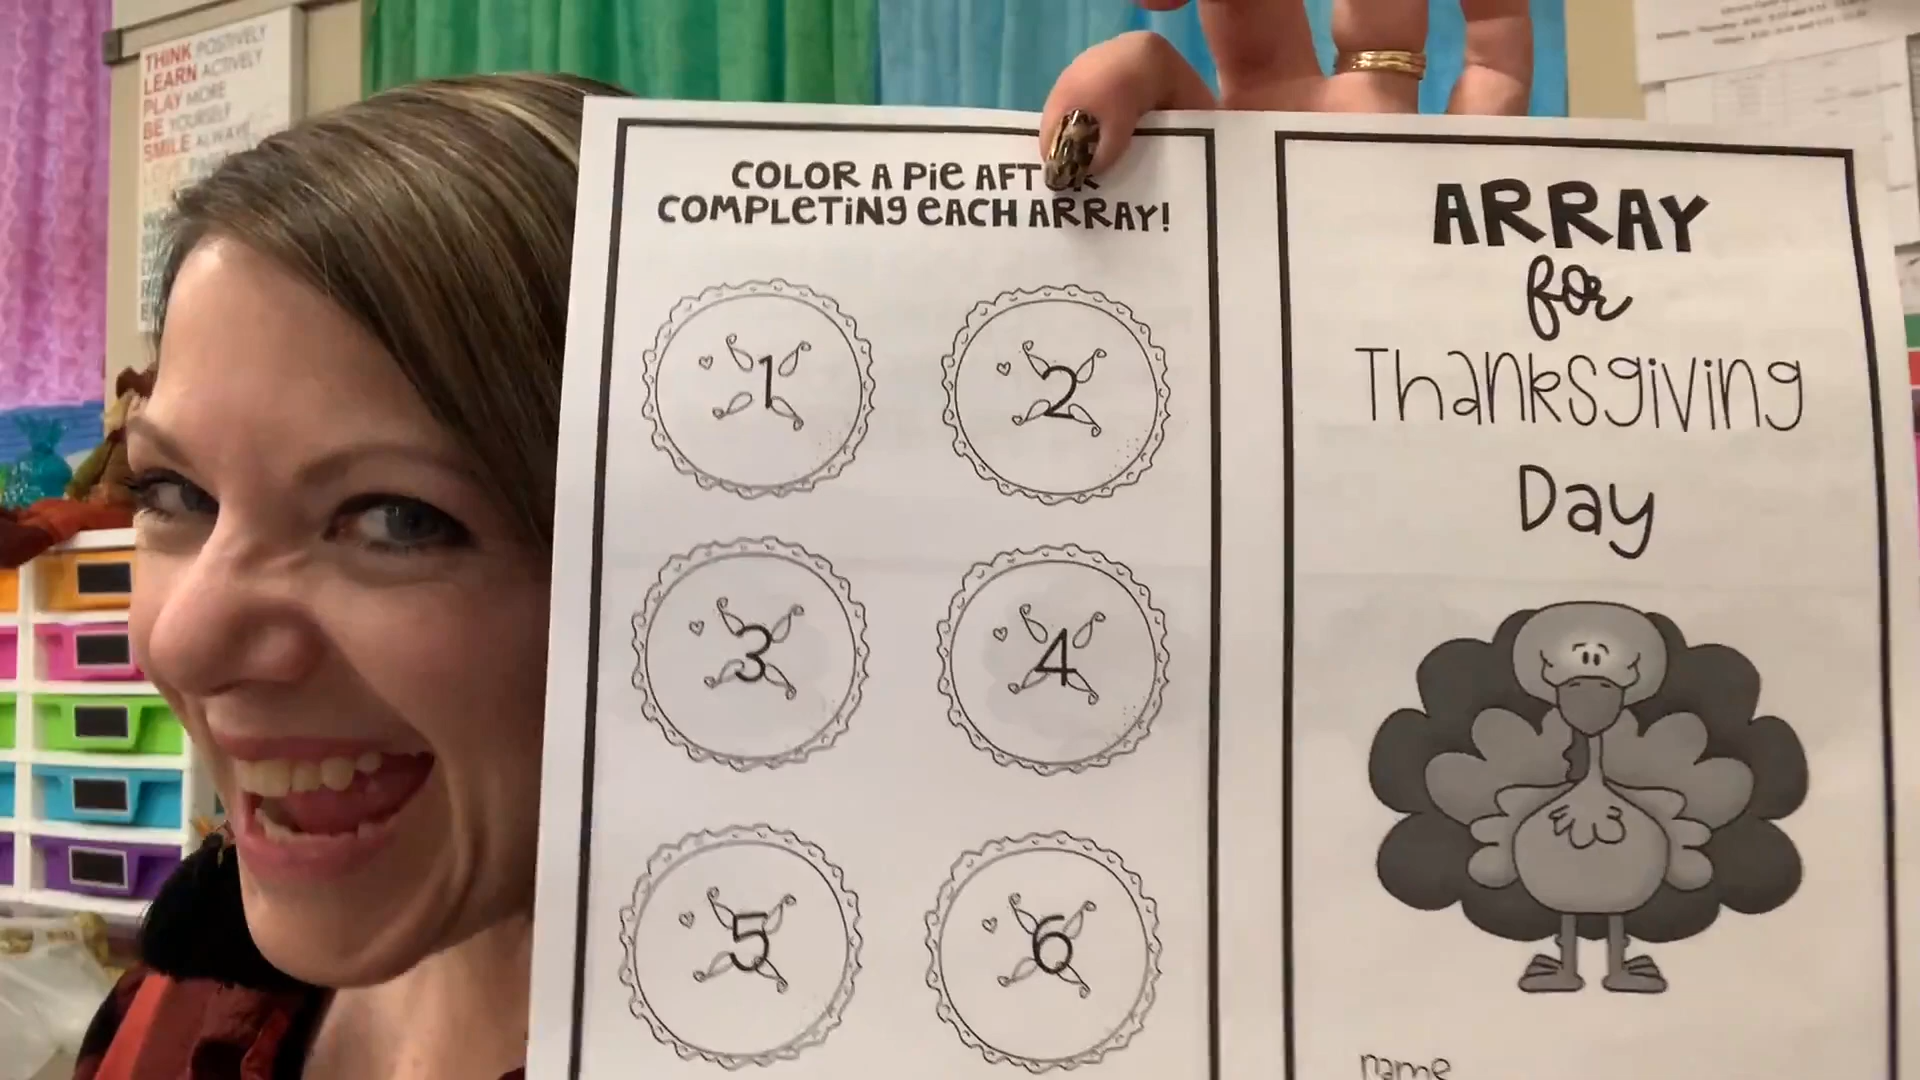 THINK POSITIVELY
LEARN ACTIVELY
PLAY MORE
BE YOURSELF
SMILE ALWAYS
COLOR A PiE AFTER
COMPLETiNG EACH ARRAY!
1
2
3
4
5
6
ARRAY
for
Thanksgiving
Day
name